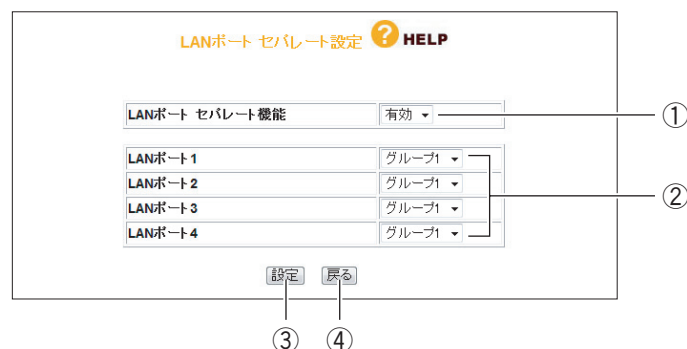 LANポート セパレート設定 ? HELP
LANポート セパレート機能 有効 ①
LANポート1 グループ1
LANポート2 グループ1
②
LANポート3 グループ1
LANポート4 グループ1
設定 戻る
③ ④